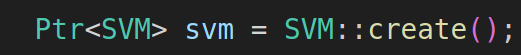 Ptr<SVM> svm = SVM::create();